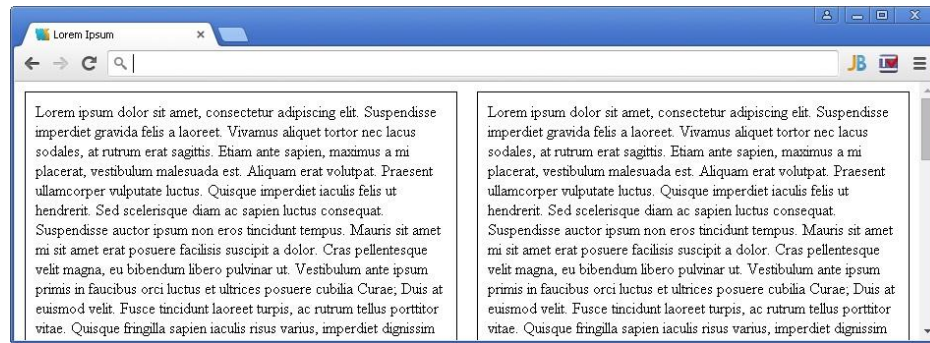 Lorem Ipsum
JB
Lorem ipsum dolor sit amet, consectetur adipiscing elit. Suspendisse
imperdiet gravida felis a laoreet. Vivamus aliquet tortor nec lacus
sodales, at rutrum erat sagittis. Etiam ante sapien, maximus a mi
placerat, vestibulum malesuada est. Aliquam erat volutpat. Praesent
ullamcorper vulputate luctus. Quisque imperdiet iaculis felis ut
hendrerit. Sed scelerisque diam ac sapien luctus consequat.
Suspendisse auctor ipsum non eros tincidunt tempus. Mauris sit amet
mi sit amet erat posuere facilisis suscipit a dolor. Cras pellentesque
velit magna, eu bibendum libero pulvinar ut. Vestibulum ante ipsum
primis in faucibus orci luctus et ultrices posuere cubilia Curae; Duis at
euismod velit. Fusce tincidunt laoreet turpis, ac rutrum tellus porttitor
vitae. Quisque fringilla sapien iaculis risus varius, imperdiet dignissim
Lorem ipsum dolor sit amet, consectetur adipiscing elit. Suspendisse
imperdiet gravida felis a laoreet. Vivamus aliquet tortor nec lacus
sodales, at rutrum erat sagittis. Etiam ante sapien, maximus a mi
placerat, vestibulum malesuada est. Aliquam erat volutpat. Praesent
ullamcorper vulputate luctus. Quisque imperdiet iaculis felis ut
hendrerit. Sed scelerisque diam ac sapien luctus consequat.
Suspendisse auctor ipsum non eros tincidunt tempus. Mauris sit amet
mi sit amet erat posuere facilisis suscipit a dolor. Cras pellentesque
velit magna, eu bibendum libero pulvinar ut. Vestibulum ante ipsum
primis in faucibus orci luctus et ultrices posuere cubilia Curae; Duis at
euismod velit. Fusce tincidunt laoreet turpis, ac rutrum tellus porttitor
vitae. Quisque fringilla sapien iaculis risus varius, imperdiet dignissim